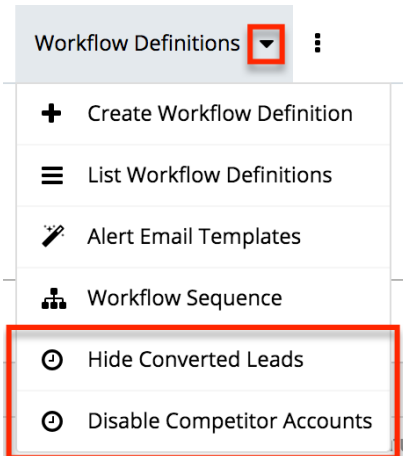 Workflow Definitions
Create Workflow Definition
List Workflow Definitions
Alert Email Templates
Workflow Sequence
Hide Converted Leads
Disable Competitor Accounts